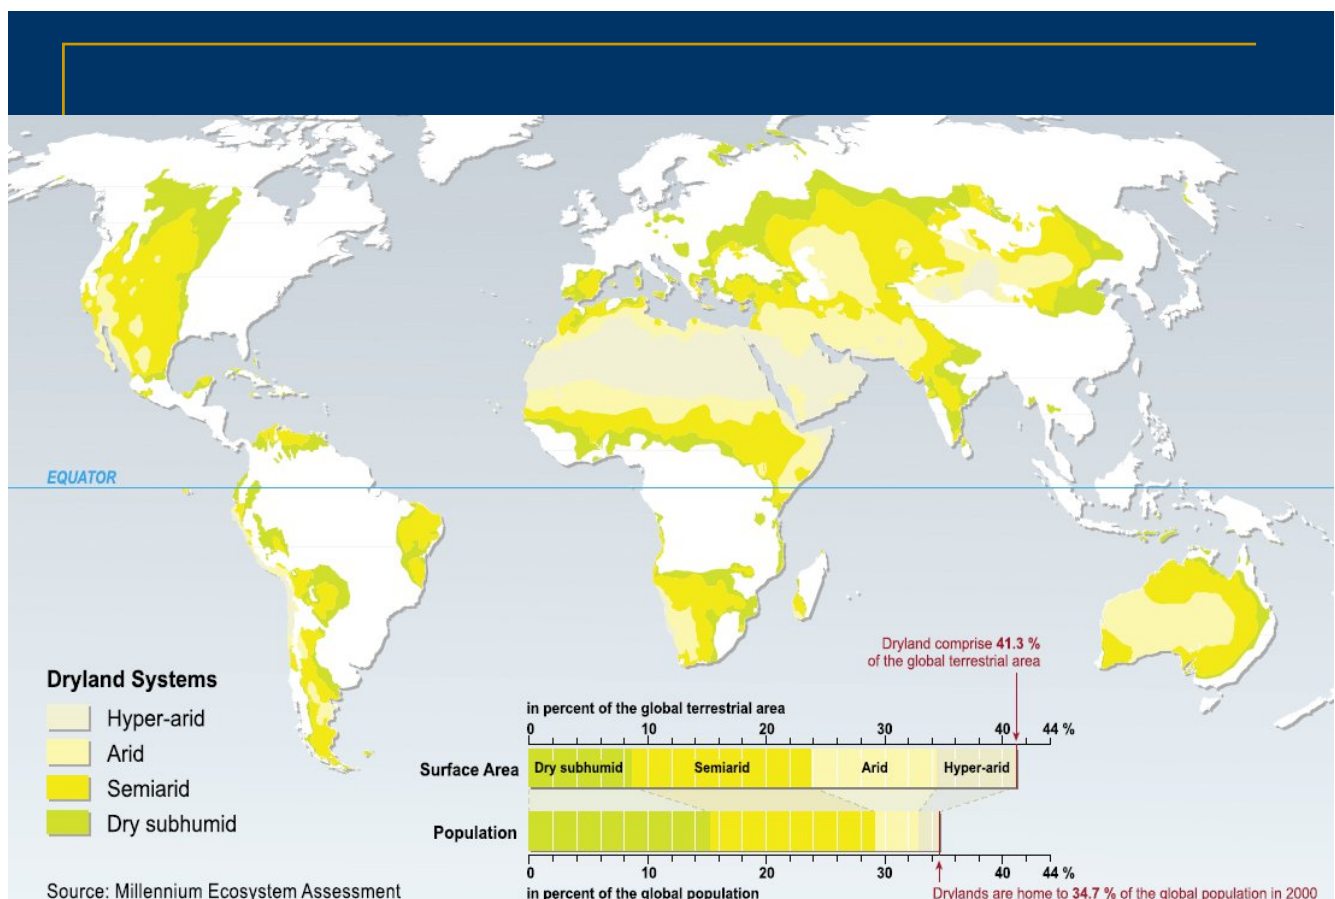 EQUATOR
Dryland comprise 41.3 %
of the global terrestrial area
Dryland Systems
Hyper-arid
Arid
Semiarid
Dry subhumid
in percent of the global terrestrial area
0 10 20 30 40 44 %
Surface Area Dry subhumid Semiarid Arid Hyper-arid
Population
0 10 20 30 40 44 %
in percent of the global population
Drylands are home to 34.7 % of the global population in 2000
Source: Millennium Ecosystem Assessment